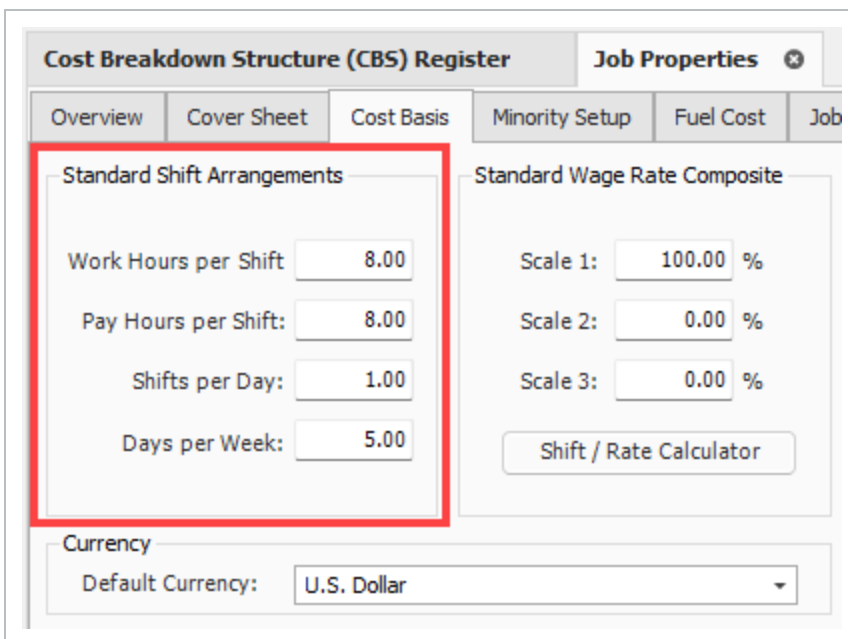 Cost Breakdown Structure (CBS) Register
Job Properties
Overview
Cover Sheet
Cost Basis
Minority Setup
Fuel Cost
Job
Standard Shift Arrangements
Work Hours per Shift 8.00
Pay Hours per Shift: 8.00
Shifts per Day: 1.00
Days per Week: 5.00
Standard Wage Rate Composite
Scale 1: 100.00 %
Scale 2: 0.00 %
Scale 3: 0.00 %
Shift / Rate Calculator
Currency
Default Currency: U.S. Dollar